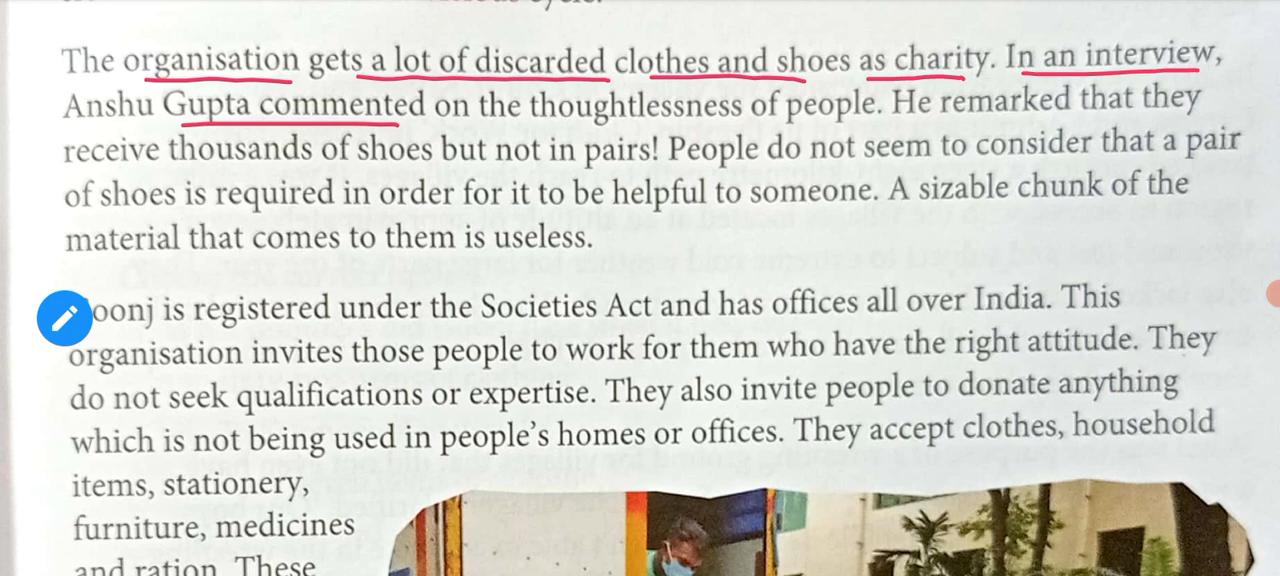 The organisation gets a lot of discarded clothes and shoes as charity. In an interview,
Anshu Gupta commented on the thoughtlessness of people. He remarked that they
receive thousands of shoes but not in pairs! People do not seem to consider that a pair
of shoes is required in order for it to be helpful to someone. A sizable chunk of the
material that comes to them is useless.
oonj is registered under the Societies Act and has offices all over India. This
organisation invites those people to work for them who have the right attitude. They
do not seek qualifications or expertise. They also invite people to donate anything
which is not being used in people's homes or offices. They accept clothes, household
items, stationery,
furniture, medicines
and ration. These